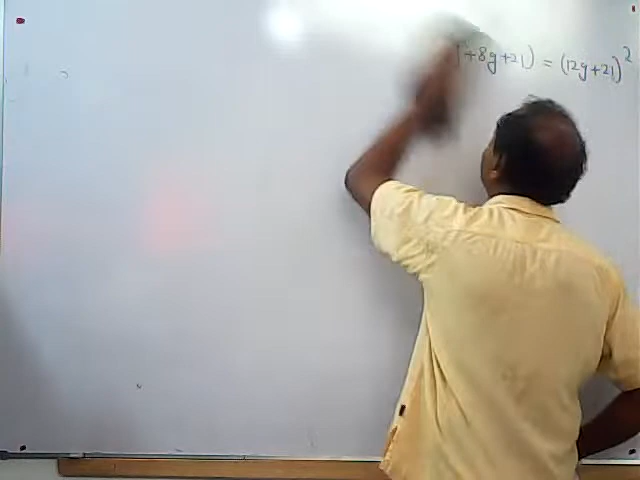 +8y+21) = (12y+21)²